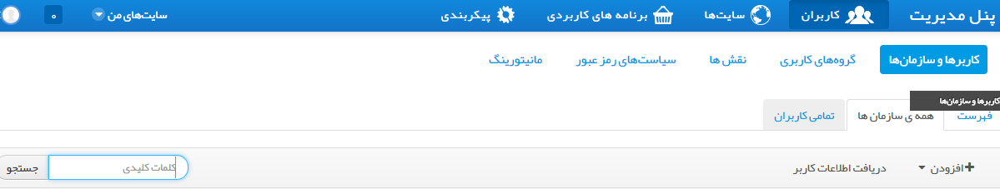 پنل مدیریت کاربران سایت‌ها برنامه های کاربردی پیکربندی سایت‌های من ۰
کاربرها و سازمان‌ها گروه‌های کاربری نقش ها سیاست‌های رمز عبور مانیتورینگ
کاربرها و سازمان‌ها
فهرست همه ی سازمان ها تمامی کاربران
افزودن دریافت اطلاعات کاربر کلمات کلیدی جستجو